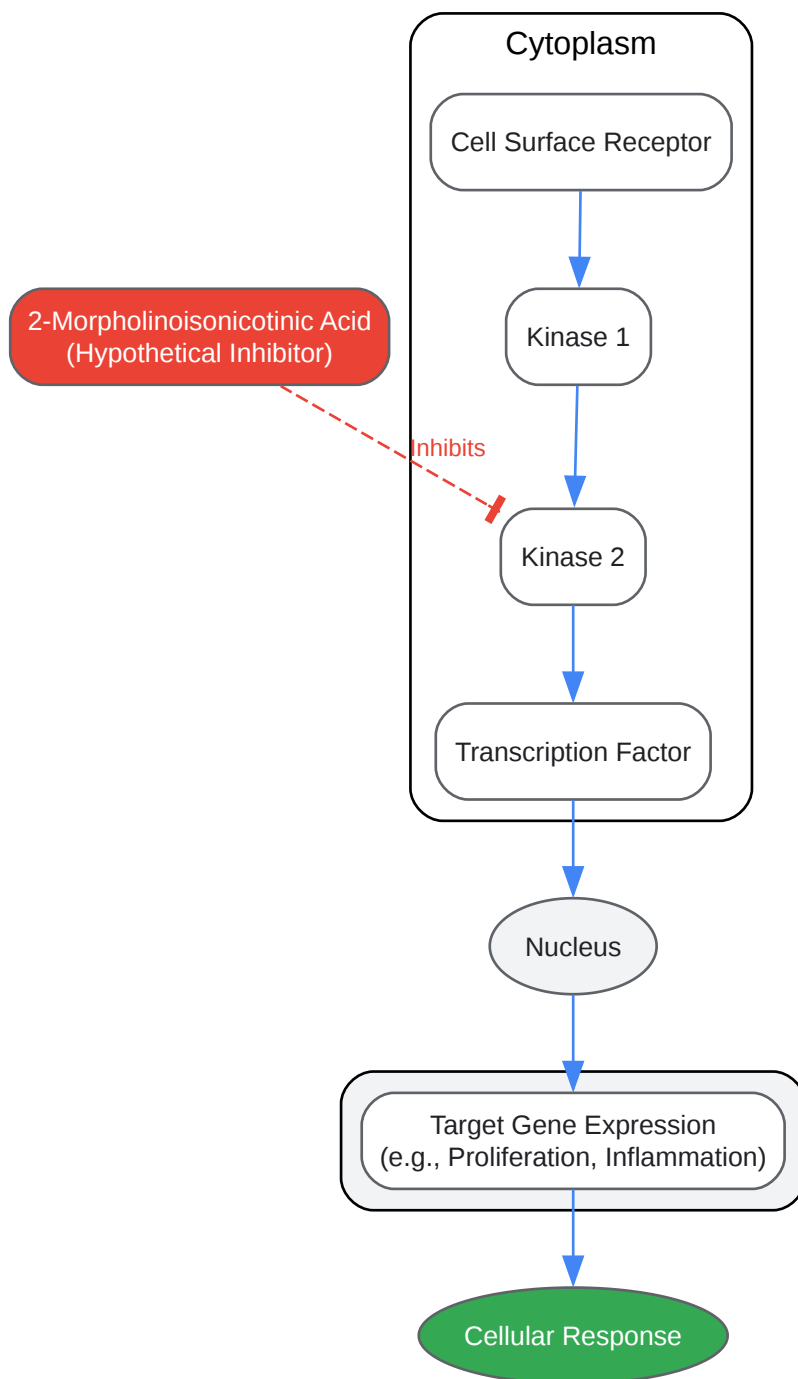 Cytoplasm
Cell Surface Receptor
2-Morpholinoisonicotinic Acid
(Hypothetical Inhibitor)
Kinase 1
Inhibits
Kinase 2
Transcription Factor
Nucleus
Target Gene Expression
(e.g., Proliferation, Inflammation)
Cellular Response